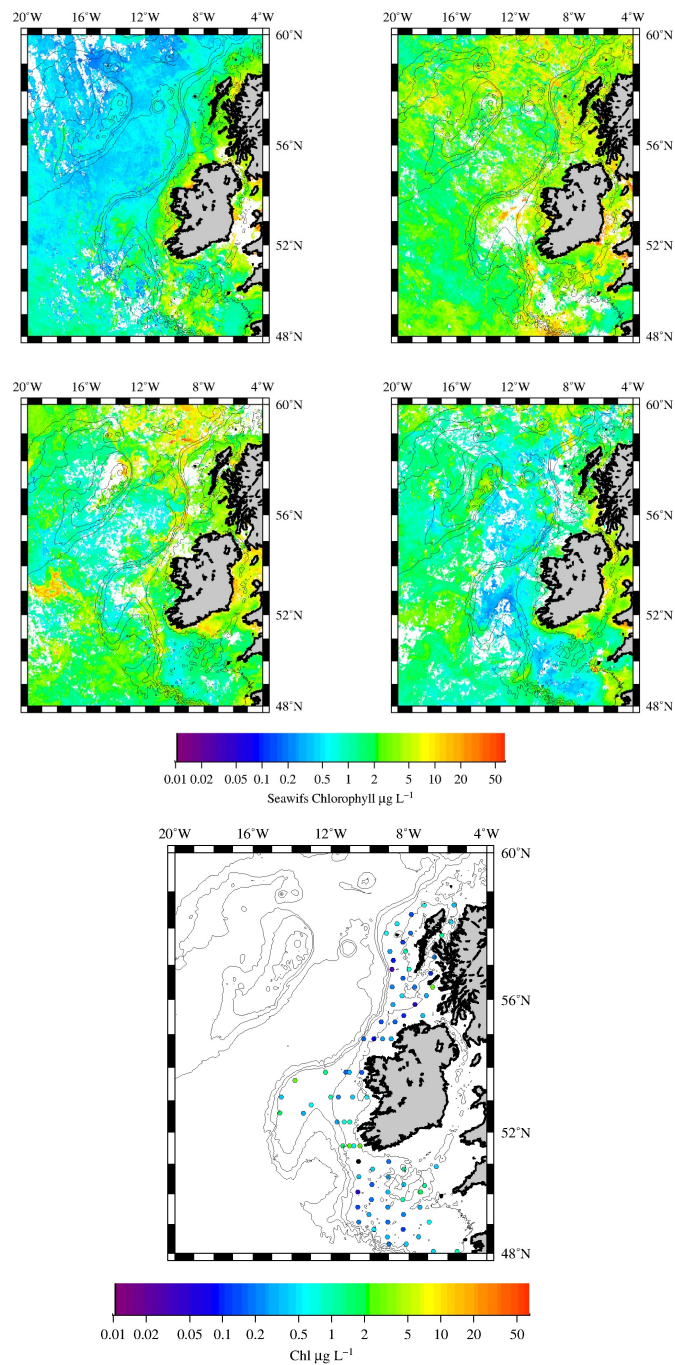 20˚W 16˚W 12˚W 8˚W 4˚W 20˚W 16˚W 12˚W 8˚W 4˚W
60˚N 60˚N
56˚N 56˚N
52˚N 52˚N
48˚N 48˚N
20˚W 16˚W 12˚W 8˚W 4˚W 20˚W 16˚W 12˚W 8˚W 4˚W
60˚N 60˚N
56˚N 56˚N
52˚N 52˚N
48˚N 48˚N
0.01 0.02 0.05 0.1 0.2 0.5 1 2 5 10 20 50
Seawifs Chlorophyll µg L⁻¹
20˚W 16˚W 12˚W 8˚W 4˚W
60˚N
56˚N
52˚N
48˚N
0.01 0.02 0.05 0.1 0.2 0.5 1 2 5 10 20 50
Chl µg L⁻¹